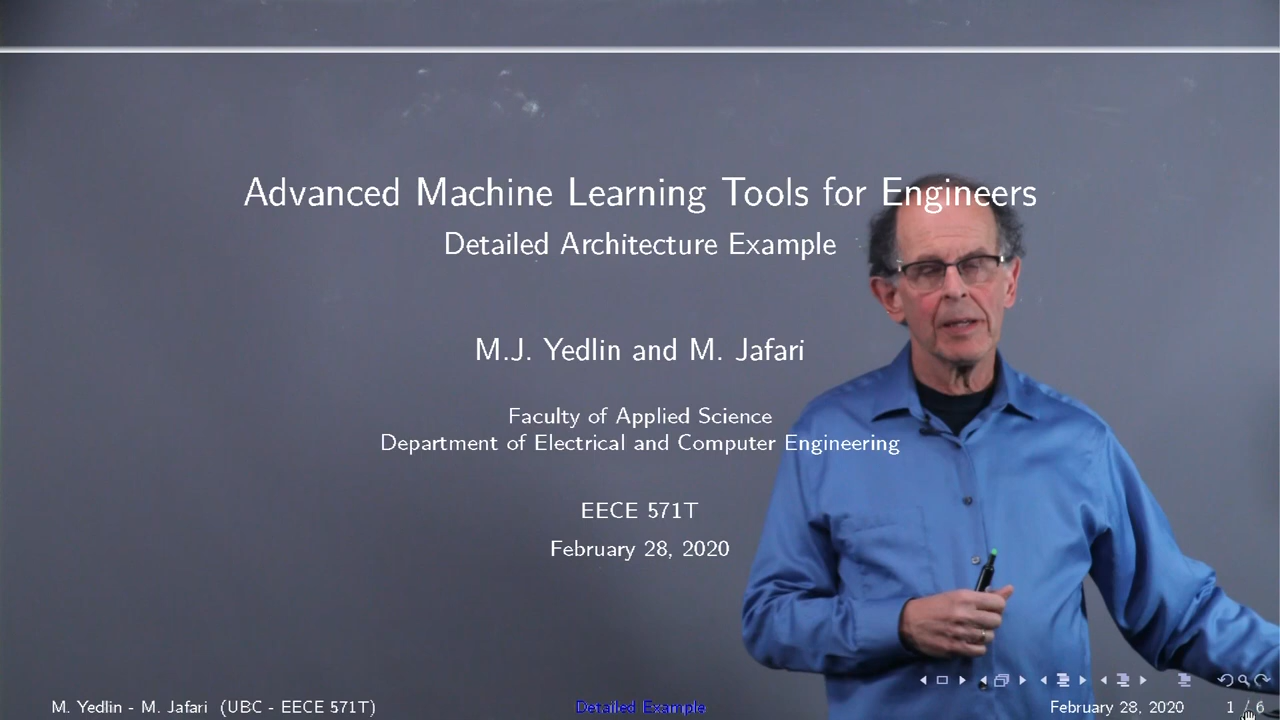 Advanced Machine Learning Tools for Engineers
Detailed Architecture Example
M.J. Yedlin and M. Jafari
Faculty of Applied Science
Department of Electrical and Computer Engineering
EECE 571T
February 28, 2020
M. Yedlin - M. Jafari (UBC - EECE 571T)
Detailed Example
February 28, 2020
1 / 6